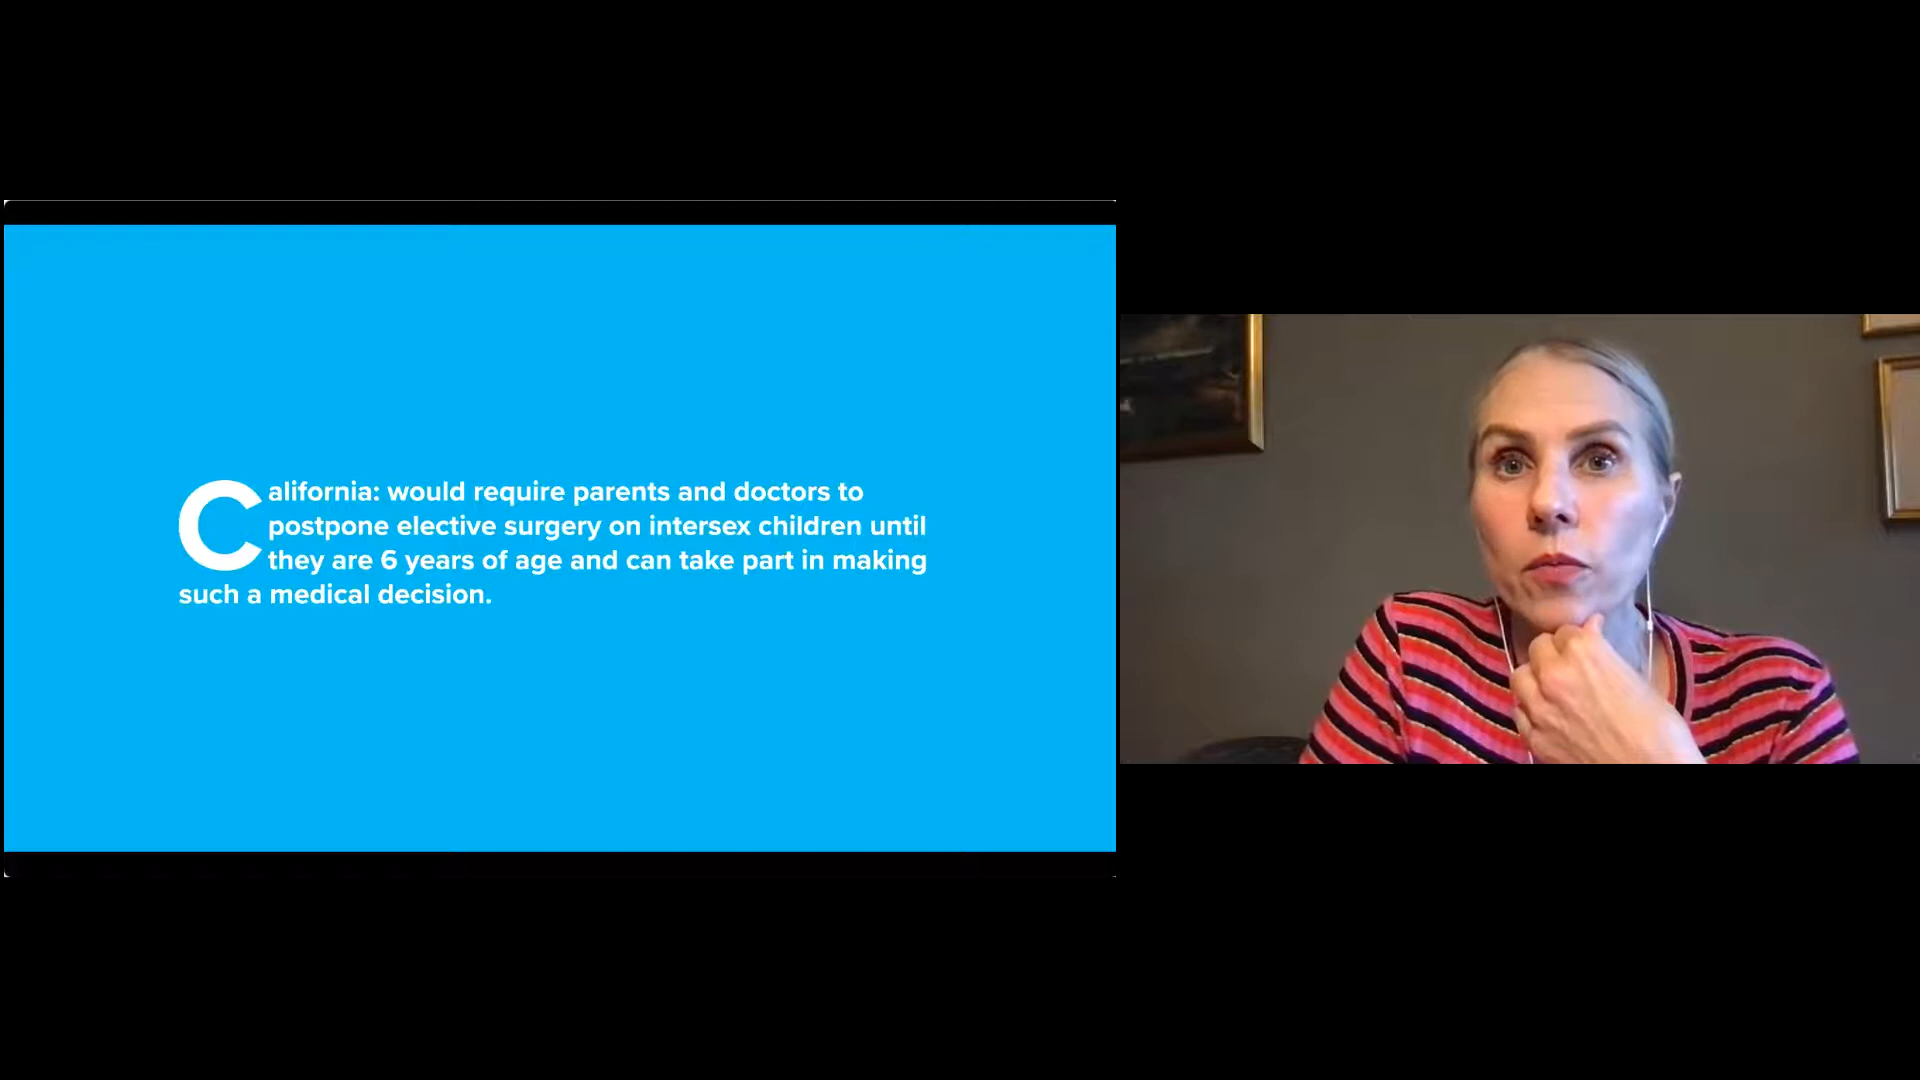 California: would require parents and doctors to
postpone elective surgery on intersex children until
they are 6 years of age and can take part in making
such a medical decision.